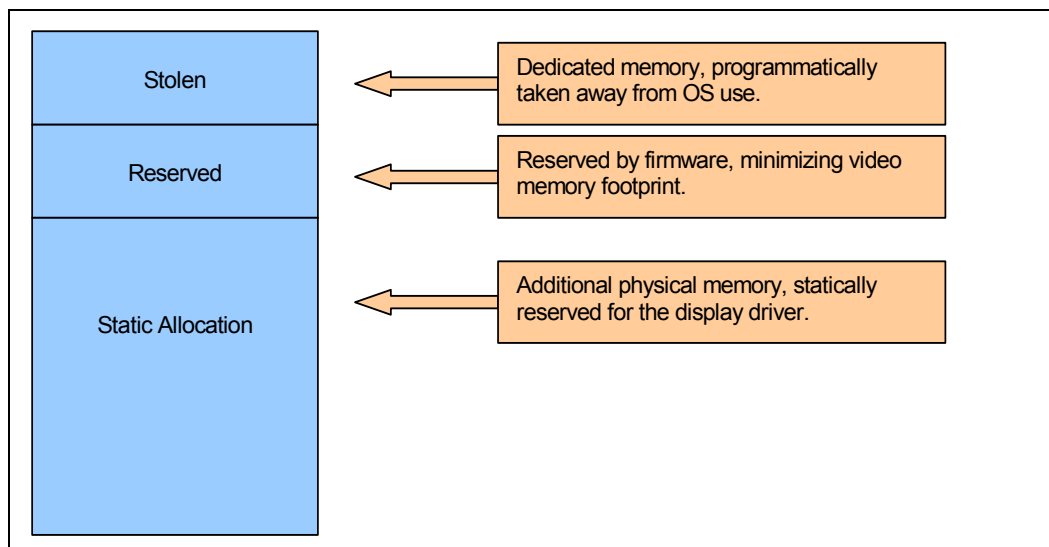 Stolen
Dedicated memory, programmatically
taken away from OS use.
Reserved
Reserved by firmware, minimizing video
memory footprint.
Static Allocation
Additional physical memory, statically
reserved for the display driver.